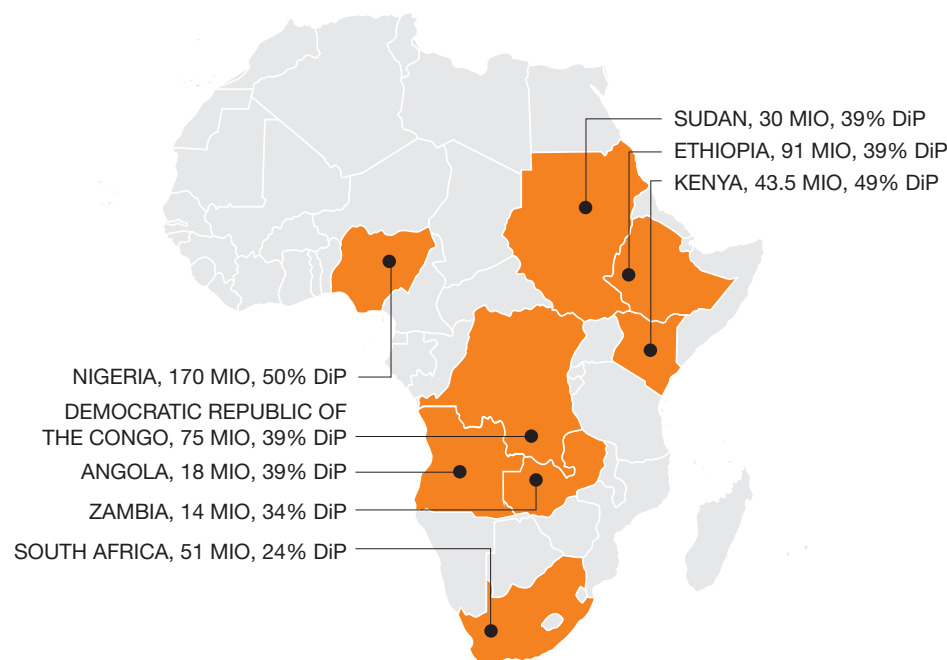 SUDAN, 30 MIO, 39% DiP
ETHIOPIA, 91 MIO, 39% DiP
KENYA, 43.5 MIO, 49% DiP
NIGERIA, 170 MIO, 50% DiP
DEMOCRATIC REPUBLIC OF
THE CONGO, 75 MIO, 39% DiP
ANGOLA, 18 MIO, 39% DiP
ZAMBIA, 14 MIO, 34% DiP
SOUTH AFRICA, 51 MIO, 24% DiP